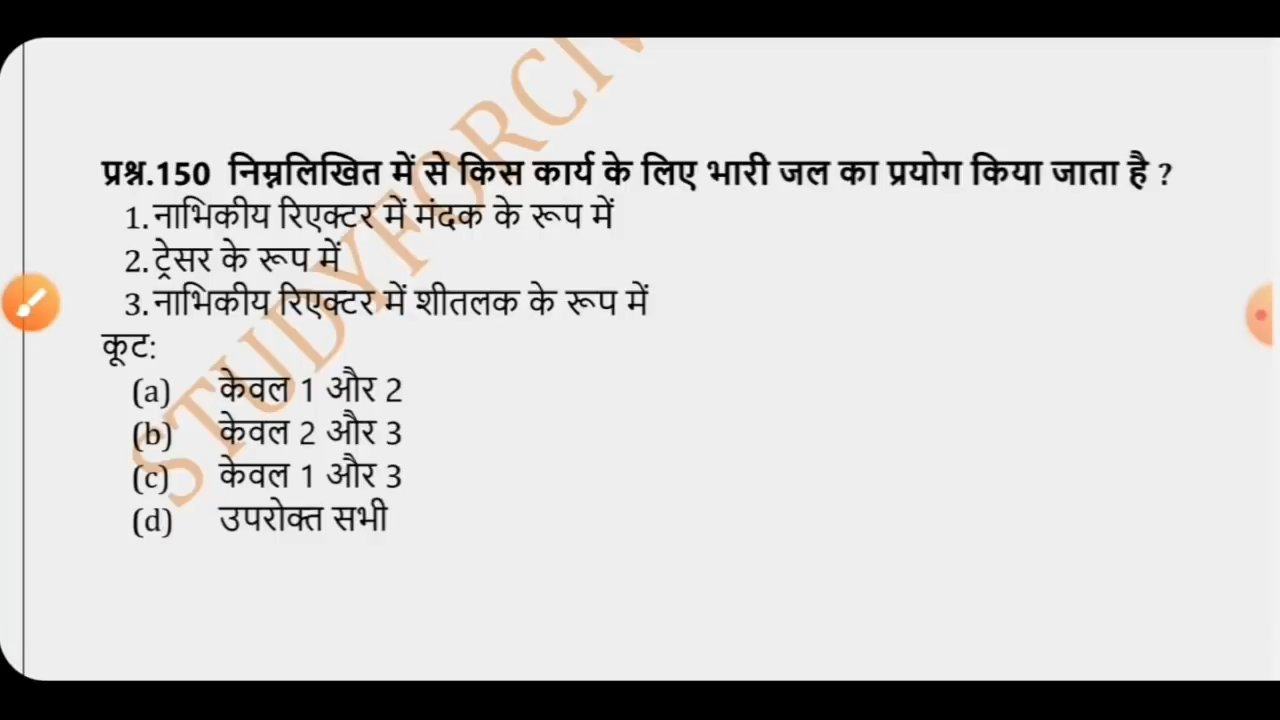 प्रश्न.150 निम्नलिखित में से किस कार्य के लिए भारी जल का प्रयोग किया जाता है ?
1.नाभिकीय रिएक्टर में मंदक के रूप में
2.ट्रेसर के रूप में
3.नाभिकीय रिएक्टर में शीतलक के रूप में
कूट:
(a) केवल 1 और 2
(b) केवल 2 और 3
(c) केवल 1 और 3
(d) उपरोक्त सभी
STUDYFORCIV